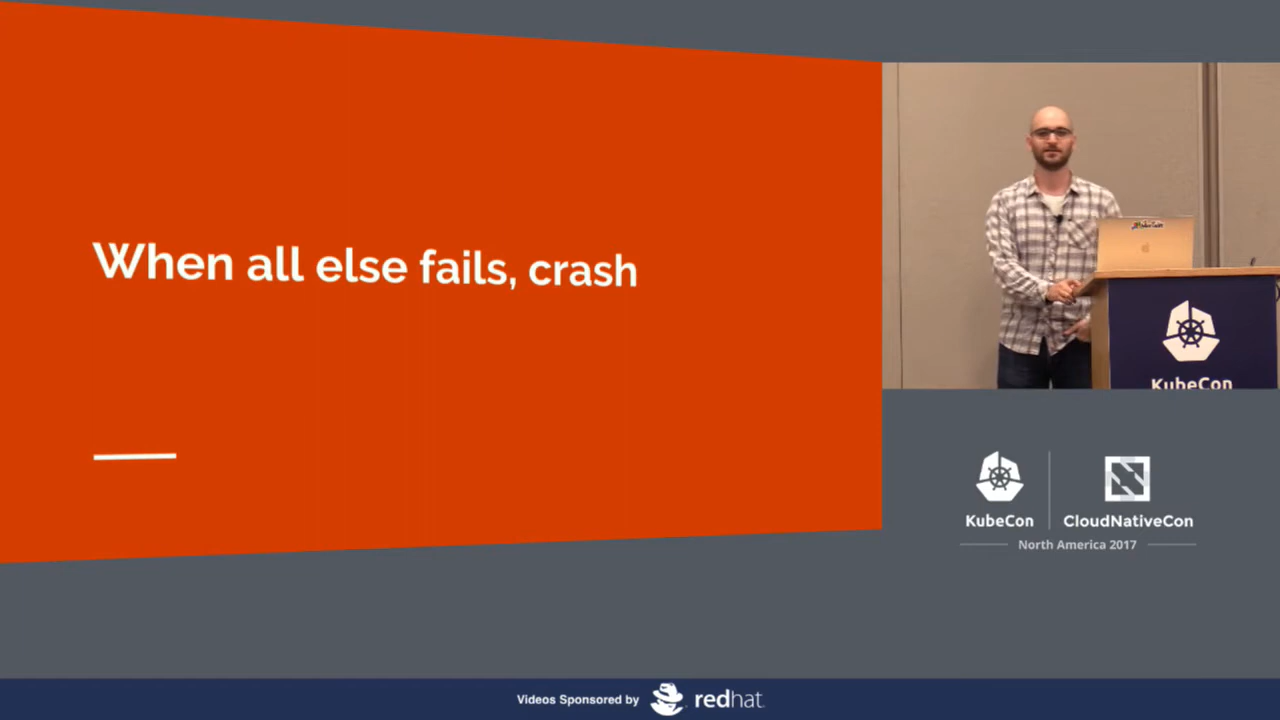 When all else fails, crash
KubeCon
KubeCon
CloudNativeCon
North America 2017
Videos Sponsored by
redhat